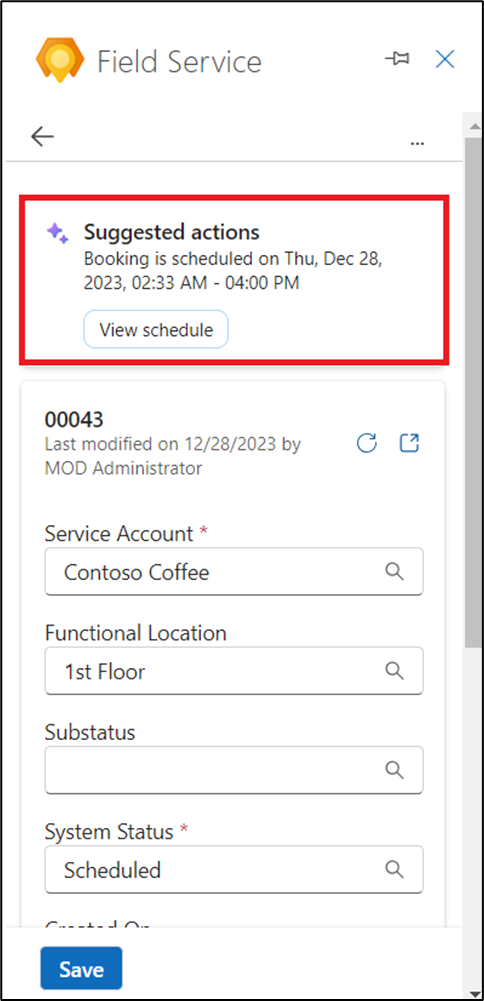 Field Service
...
Suggested actions
Booking is scheduled on Thu, Dec 28,
2023, 02:33 AM - 04:00 PM
View schedule
00043
Last modified on 12/28/2023 by
MOD Administrator
Service Account *
Contoso Coffee
Functional Location
1st Floor
Substatus
System Status *
Scheduled
Created On
Save